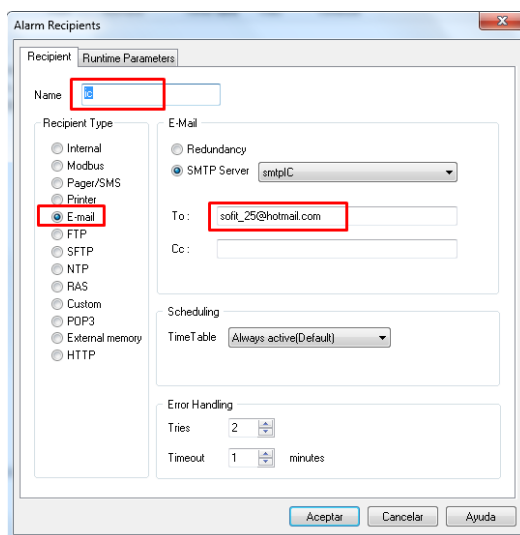 Alarm Recipients
Recipient
Runtime Parameters
Name
ic
Recipient Type
Internal
Modbus
Pager/SMS
Printer
E-mail
FTP
SFTP
NTP
RAS
Custom
POP3
External memory
HTTP
E-Mail
Redundancy
SMTP Server
smtpIC
To :
sofit_25@hotmail.com
Cc :
Scheduling
TimeTable
Always active(Default)
Error Handling
Tries
2
Timeout
1
minutes
Aceptar
Cancelar
Ayuda